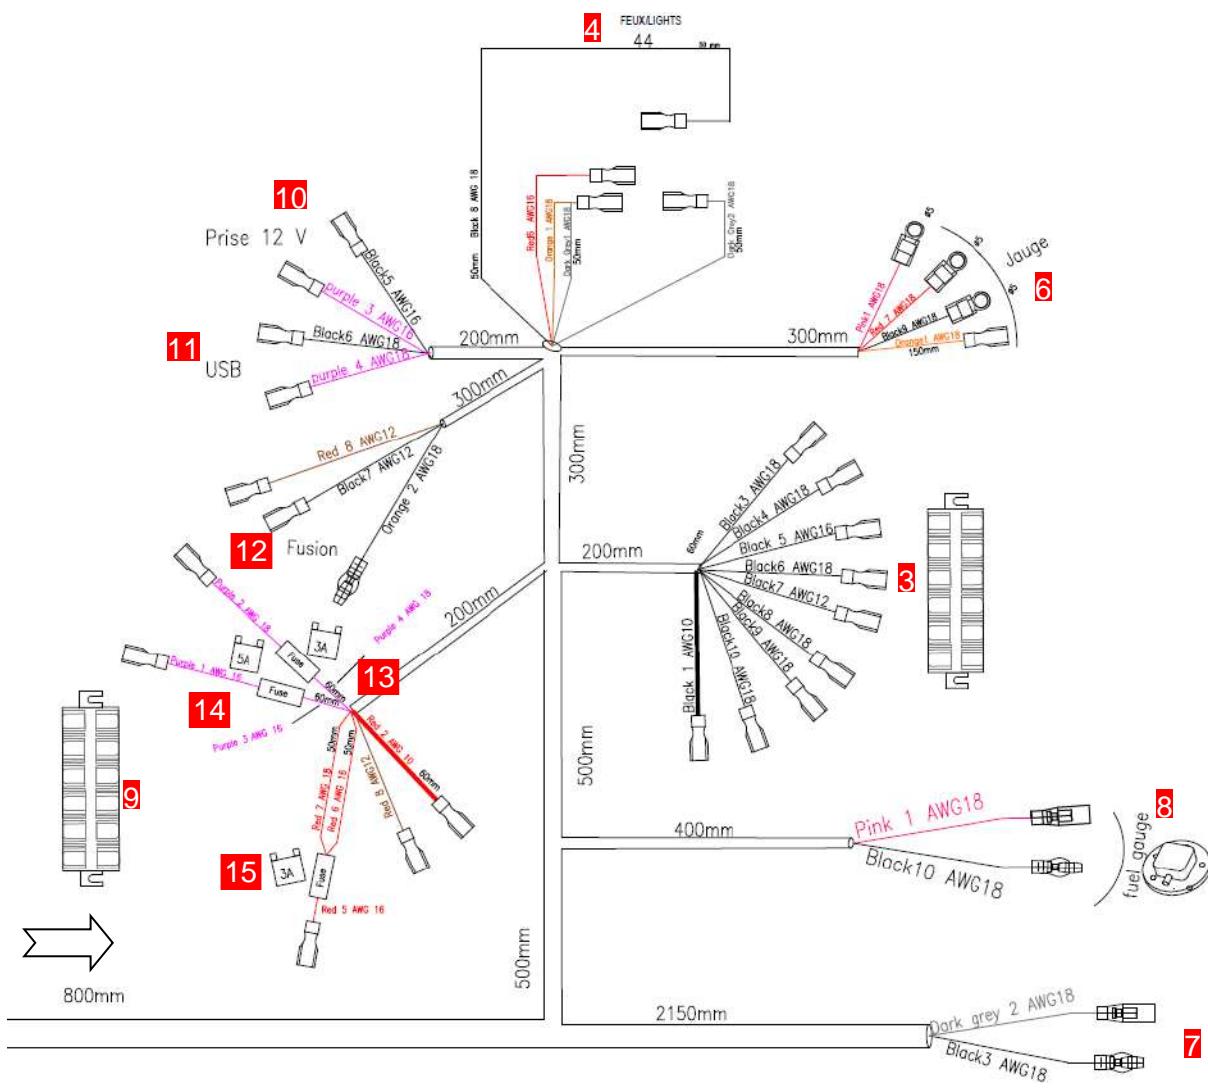 FEUX/LIGHTS
4
44
30 mm
50mm Black 8 AWG 18
Red6 AWG16
Orange 1 AWG18
Dark Grey1 AWG18
50mm
Dark Grey2 AWG18
50mm
10
Prise 12 V
Black5 AWG16
purple 3 AWG16
Black6 AWG18
purple 4 AWG18
11
USB
200mm
300mm
Pink1 AWG18
Red 7 AWG18
Black9 AWG18
Orange1 AWG18
150mm
ø5
ø5
ø5
Jauge
6
300mm
Red 8 AWG12
Black7 AWG12
Orange 2 AWG18
12
Fusion
300mm
200mm
60mm
Black3 AWG18
Black4 AWG18
Black 5 AWG16
Black6 AWG18
Black7 AWG12
Black8 AWG18
Black9 AWG18
Black10 AWG18
Black 1 AWG10
3
200mm
Purple 2 AWG 18
Purple 4 AWG 18
3A
5A
Fuse
Purple 1 AWG 16
Fuse
60mm
60mm
13
14
Purple 3 AWG 16
Red 2 AWG 10
60mm
50mm
50mm
Red 7 AWG 18
Red 6 AWG 16
Red 8 AWG12
9
15
3A
Fuse
Red 5 AWG 16
500mm
400mm
Pink 1 AWG18
Black10 AWG18
fuel gauge
8
800mm
500mm
2150mm
Dark grey 2 AWG18
Black3 AWG18
7